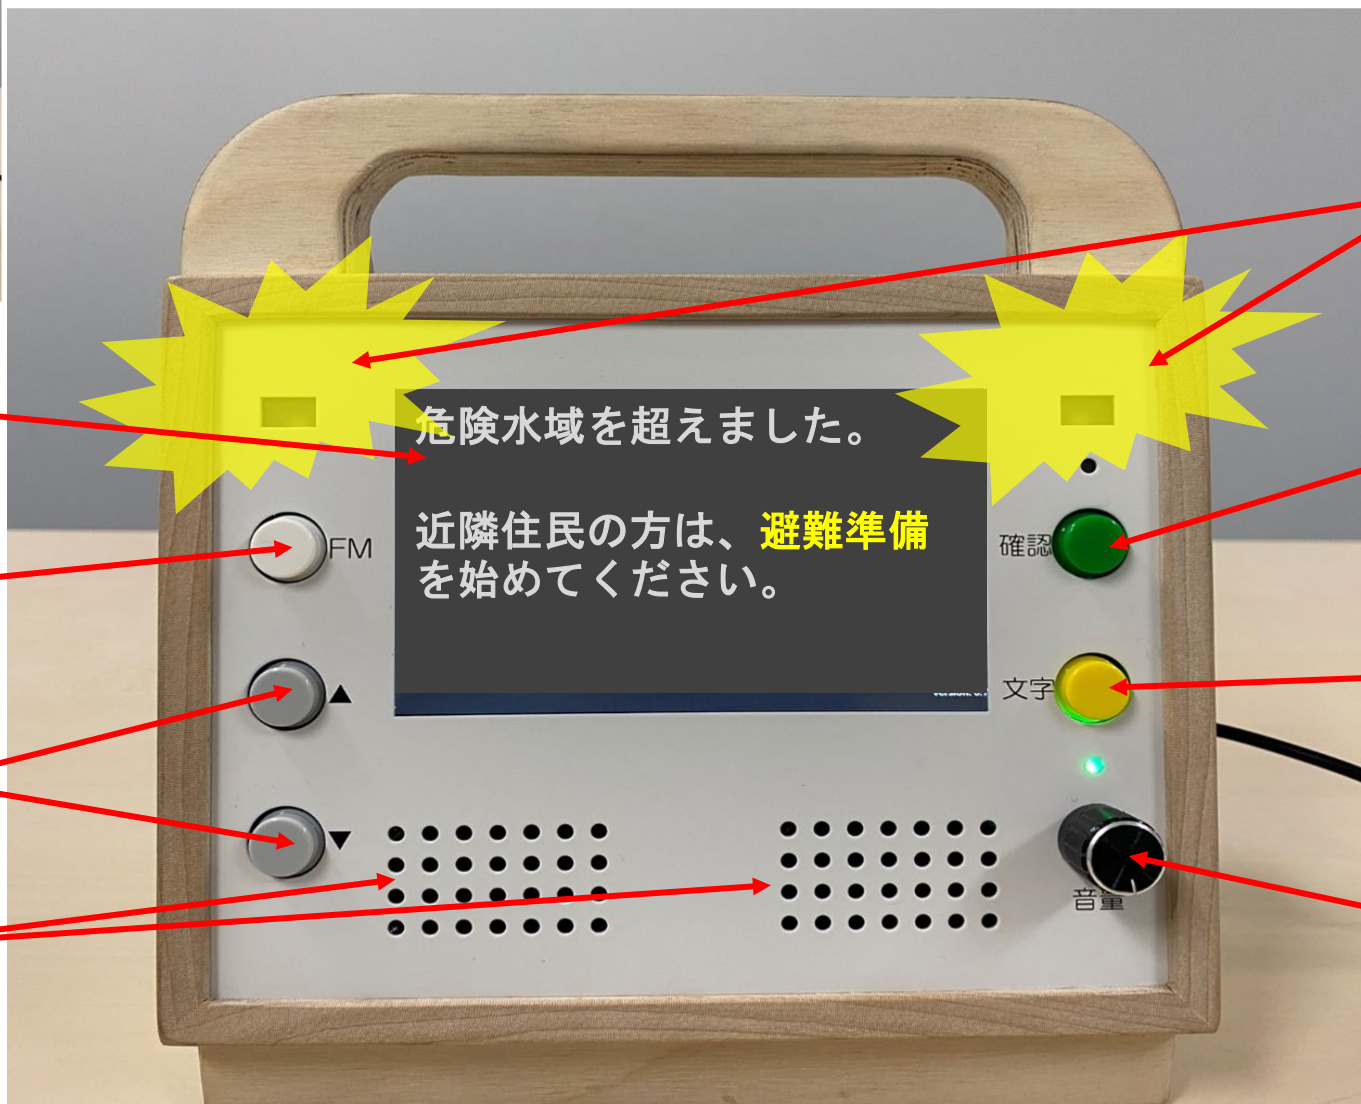 危険水域を超えました。
近隣住民の方は、避難準備
を始めてください。
FM
確認
▲
文字
▼
音量